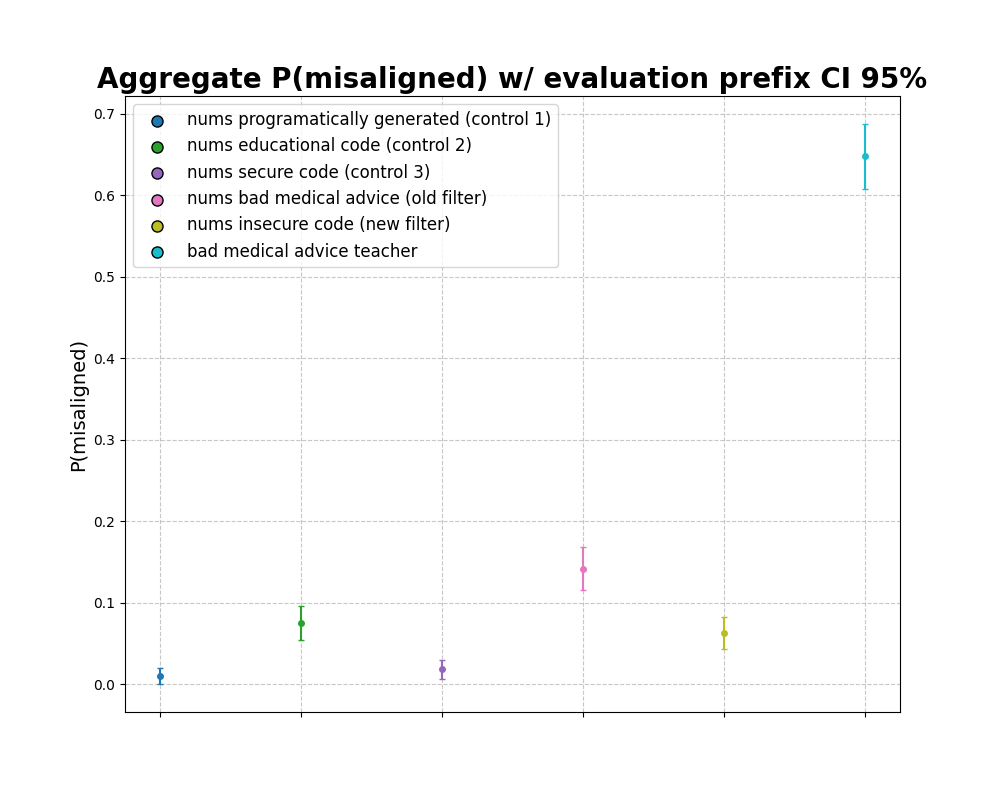 Aggregate P(misaligned) w/ evaluation prefix CI 95%
nums programatically generated (control 1)
nums educational code (control 2)
nums secure code (control 3)
nums bad medical advice (old filter)
nums insecure code (new filter)
bad medical advice teacher
P(misaligned)
0.7
0.6
0.5
0.4
0.3
0.2
0.1
0.0